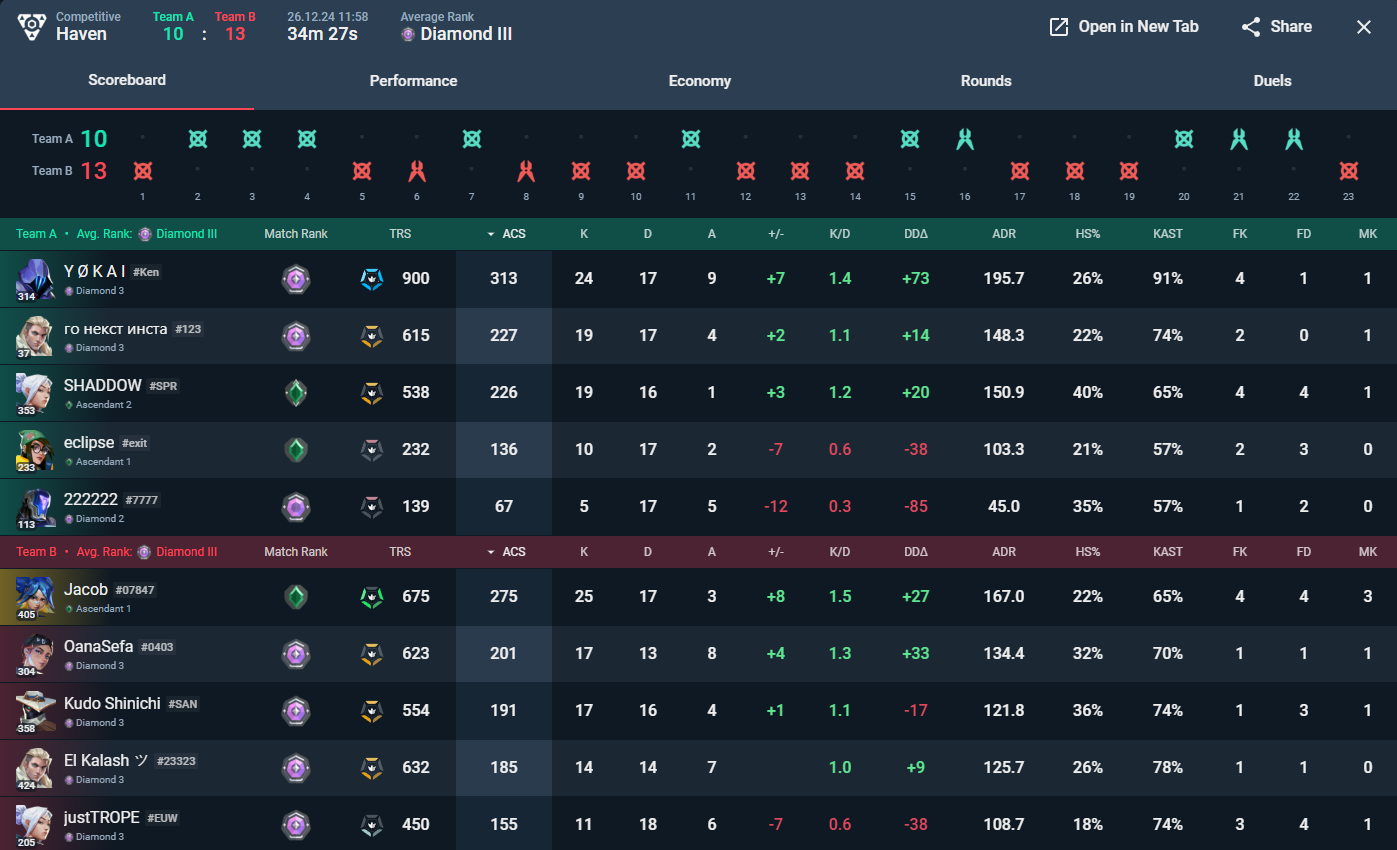 Competitive Team A Team B 26.12.24 11:58 Average Rank
Haven 10 : 13 34m 27s Diamond III Open in New Tab Share
Scoreboard Performance Economy Rounds Duels
Team A 10
Team B 13
1 2 3 4 5 6 7 8 9 10 11 12 13 14 15 16 17 18 19 20 21 22 23
Team A • Avg. Rank: Diamond III Match Rank TRS ACS K D A +/- K/D DDΔ ADR HS% KAST FK FD MK
Y Ø K A I #Ken 900 313 24 17 9 +7 1.4 +73 195.7 26% 91% 4 1 1
314 Diamond 3
го некст инста #123 615 227 19 17 4 +2 1.1 +14 148.3 22% 74% 2 0 1
37 Diamond 3
SHADDOW #SPR 538 226 19 16 1 +3 1.2 +20 150.9 40% 65% 4 4 1
353 Ascendant 2
eclipse #exit 232 136 10 17 2 -7 0.6 -38 103.3 21% 57% 2 3 0
233 Ascendant 1
222222 #7777 139 67 5 17 5 -12 0.3 -85 45.0 35% 57% 1 2 0
113 Diamond 2
Team B • Avg. Rank: Diamond III Match Rank TRS ACS K D A +/- K/D DDΔ ADR HS% KAST FK FD MK
Jacob #07847 675 275 25 17 3 +8 1.5 +27 167.0 22% 65% 4 4 3
405 Ascendant 1
OanaSefa #0403 623 201 17 13 8 +4 1.3 +33 134.4 32% 70% 1 1 1
304 Diamond 3
Kudo Shinichi #SAN 554 191 17 16 4 +1 1.1 -17 121.8 36% 74% 1 3 1
358 Diamond 3
El Kalash ツ #23323 632 185 14 14 7 1.0 +9 125.7 26% 78% 1 1 0
424 Diamond 3
justTROPE #EUW 450 155 11 18 6 -7 0.6 -38 108.7 18% 74% 3 4 1
205 Diamond 3